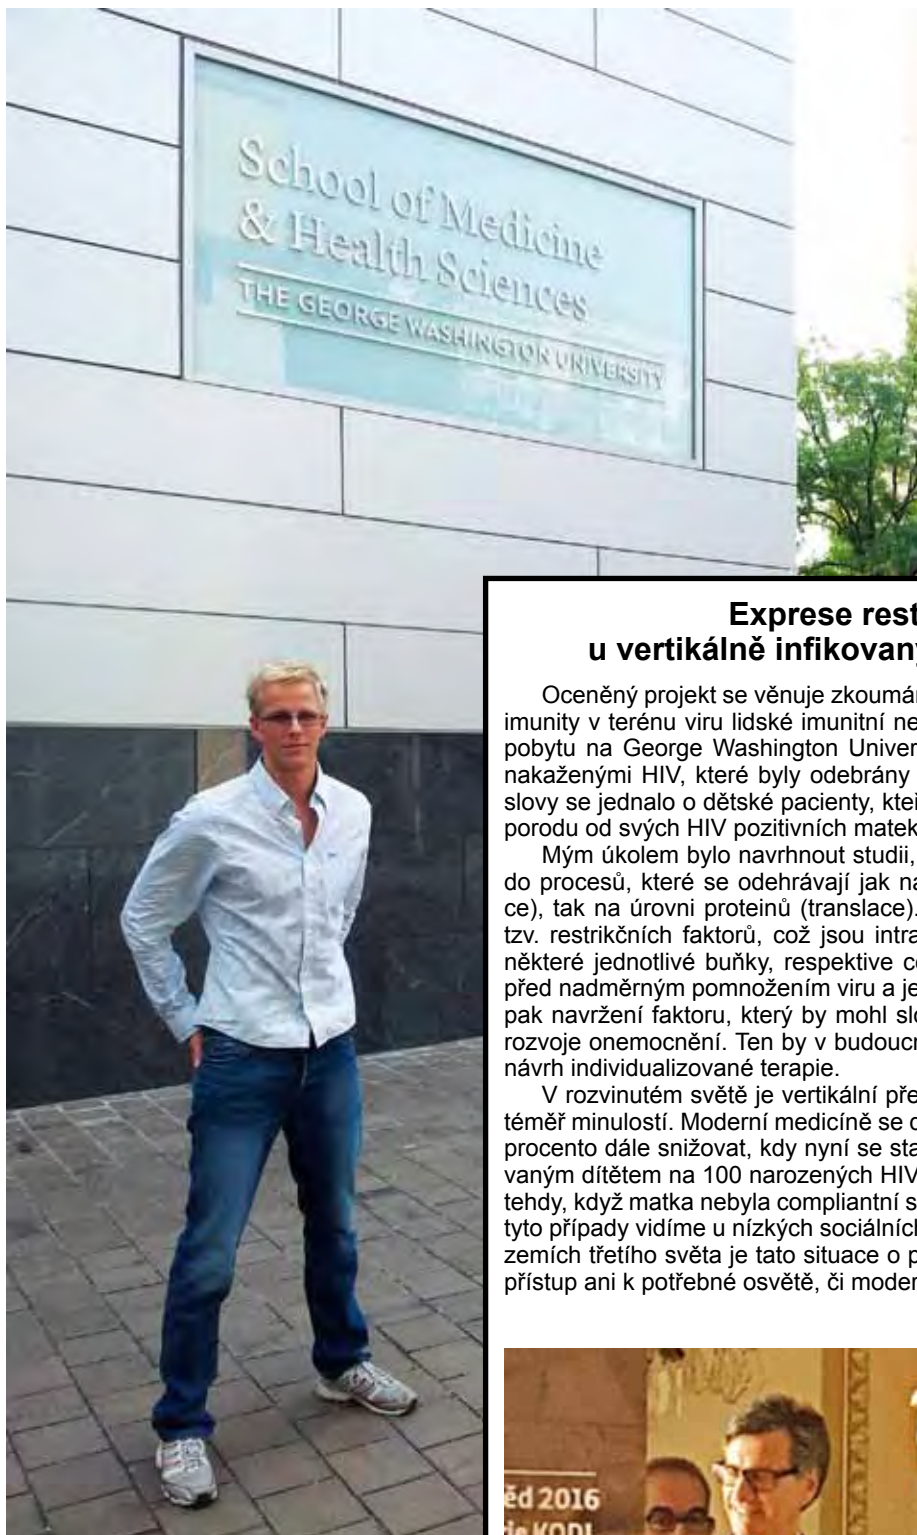 School of Medicine
& Health Sciences
THE GEORGE WASHINGTON UNIVERSITY
Exprese rest
u vertikálně infikovaný
Oceněný projekt se věnuje zkoumán
imunity v terénu viru lidské imunitní ne
pobytu na George Washington Univer
nakaženými HIV, které byly odebrány
slovy se jednalo o dětské pacienty, kteř
porodu od svých HIV pozitivních matek
Mým úkolem bylo navrhnout studii,
do procesů, které se odehrávají jak na
ce), tak na úrovni proteinů (translace).
tzv. restrikčních faktorů, což jsou intra
některé jednotlivé buňky, respektive ce
před nadměrným pomnožením viru a je
pak navržení faktoru, který by mohl slo
rozvoje onemocnění. Ten by v budoucn
návrh individualizované terapie.
V rozvinutém světě je vertikální pře
téměř minulostí. Moderní medicíně se d
procento dále snižovat, kdy nyní se sta
vaným dítětem na 100 narozených HIV
tehdy, když matka nebyla compliantní s
tyto případy vidíme u nízkých sociálních
zemích třetího světa je tato situace o p
přístup ani k potřebné osvětě, či moder
ěd 2016
rie KODL